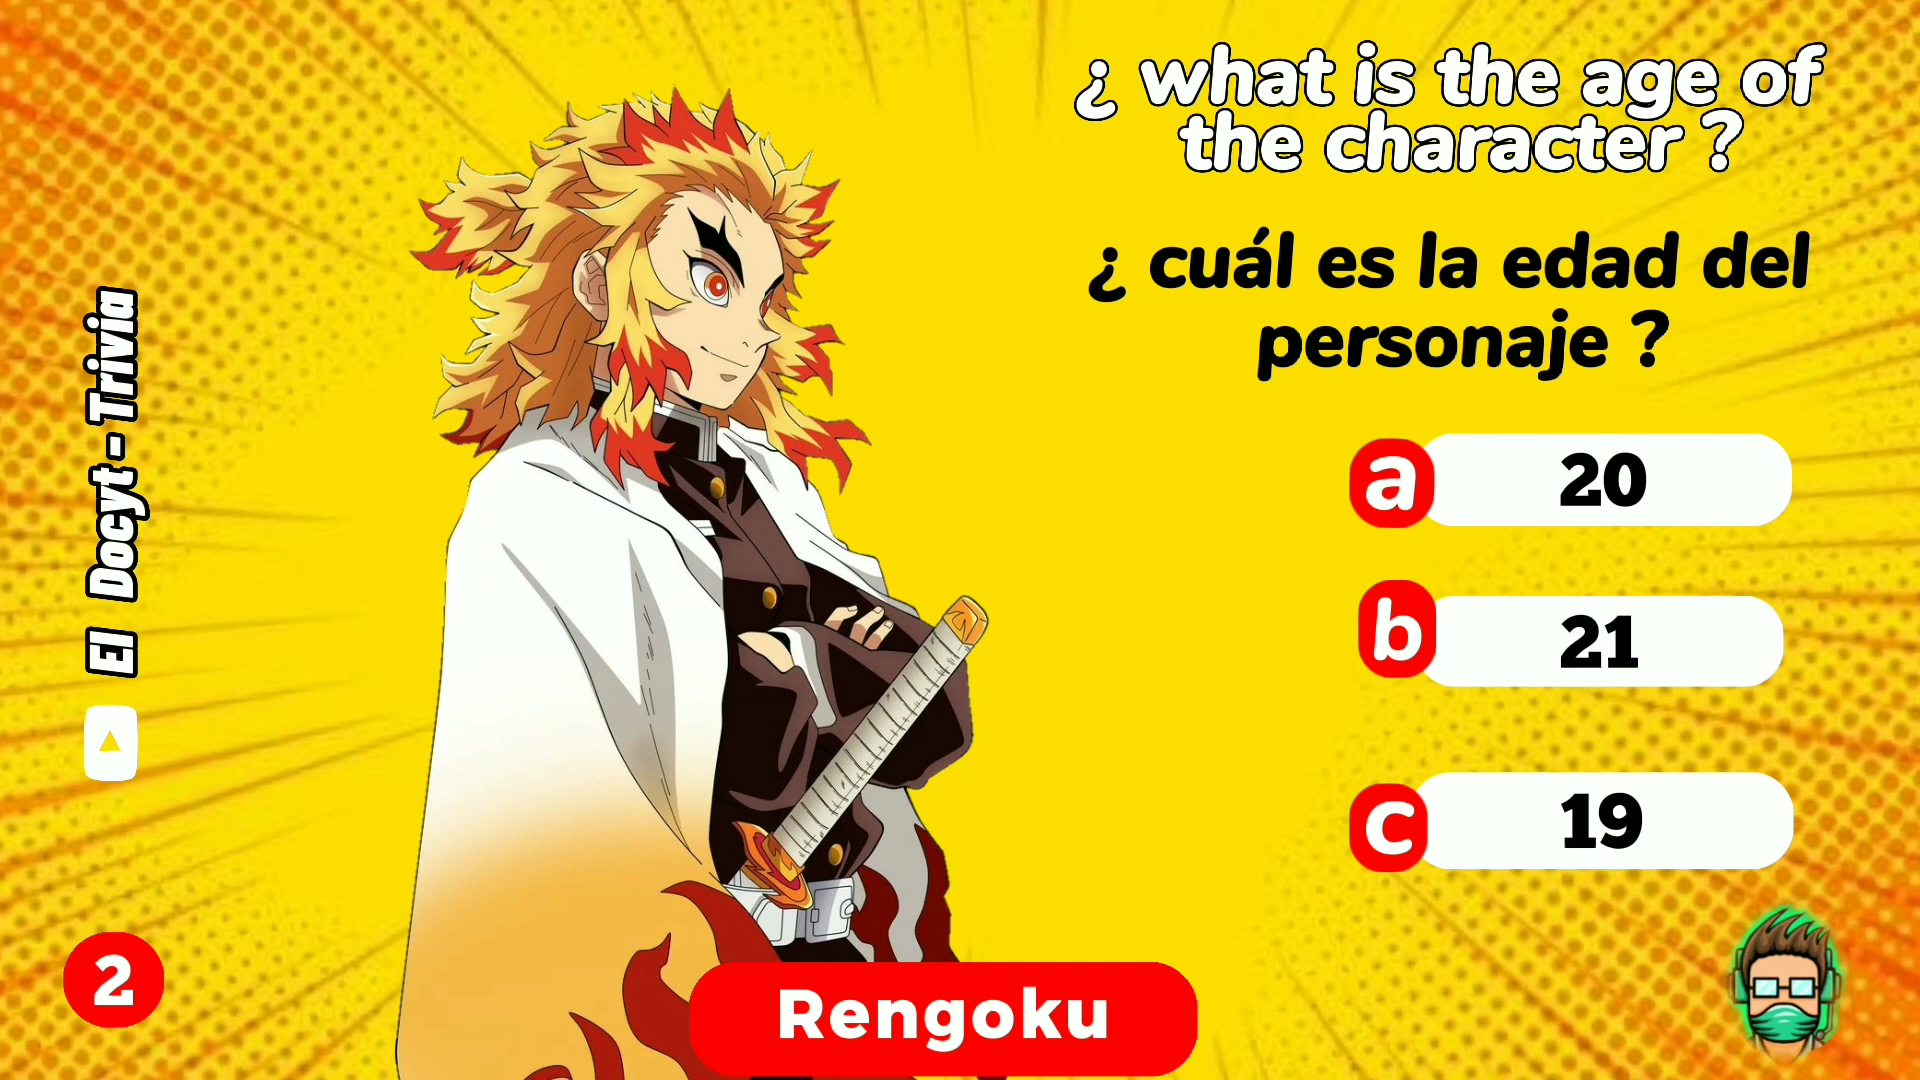 ¿ what is the age of
the character ?
¿ cuál es la edad del
personaje ?
a 20
b 21
c 19
El Docyt - Trivia
2
Rengoku